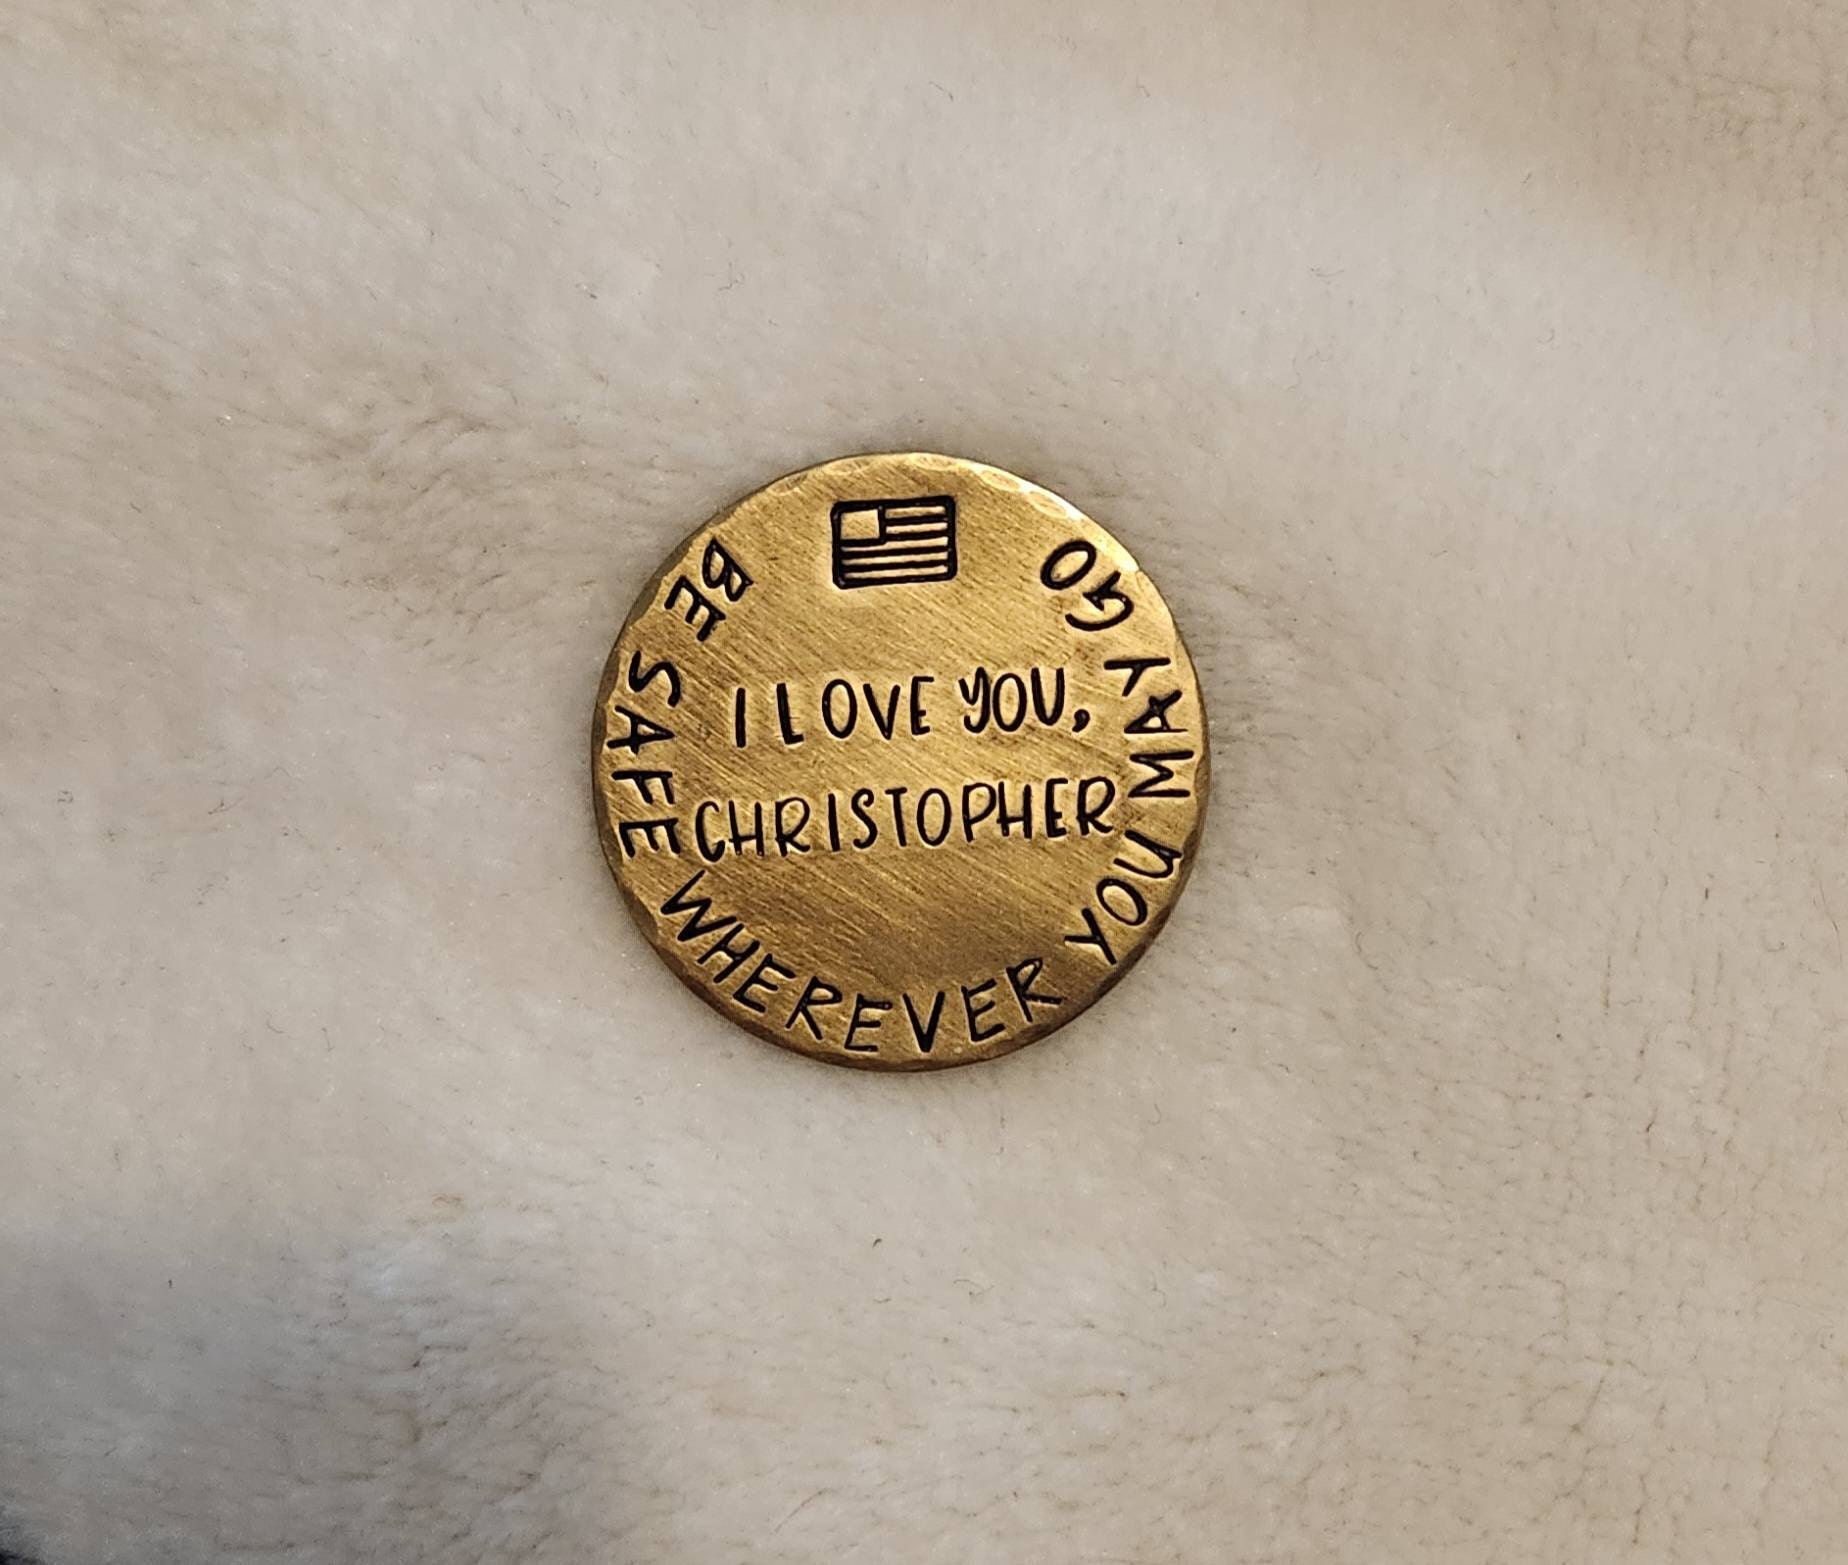 I LOVE YOU,
CHRISTOPHER
BE SAFE WHEREVER YOU MAY GO